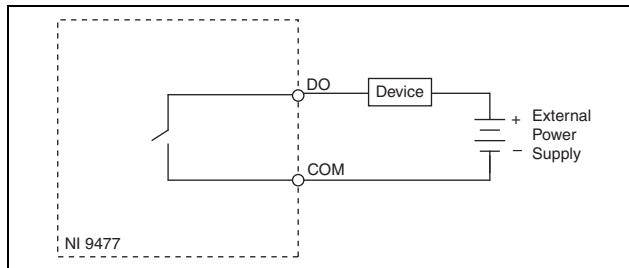 DO
Device
+
External
Power
Supply
–
COM
NI 9477